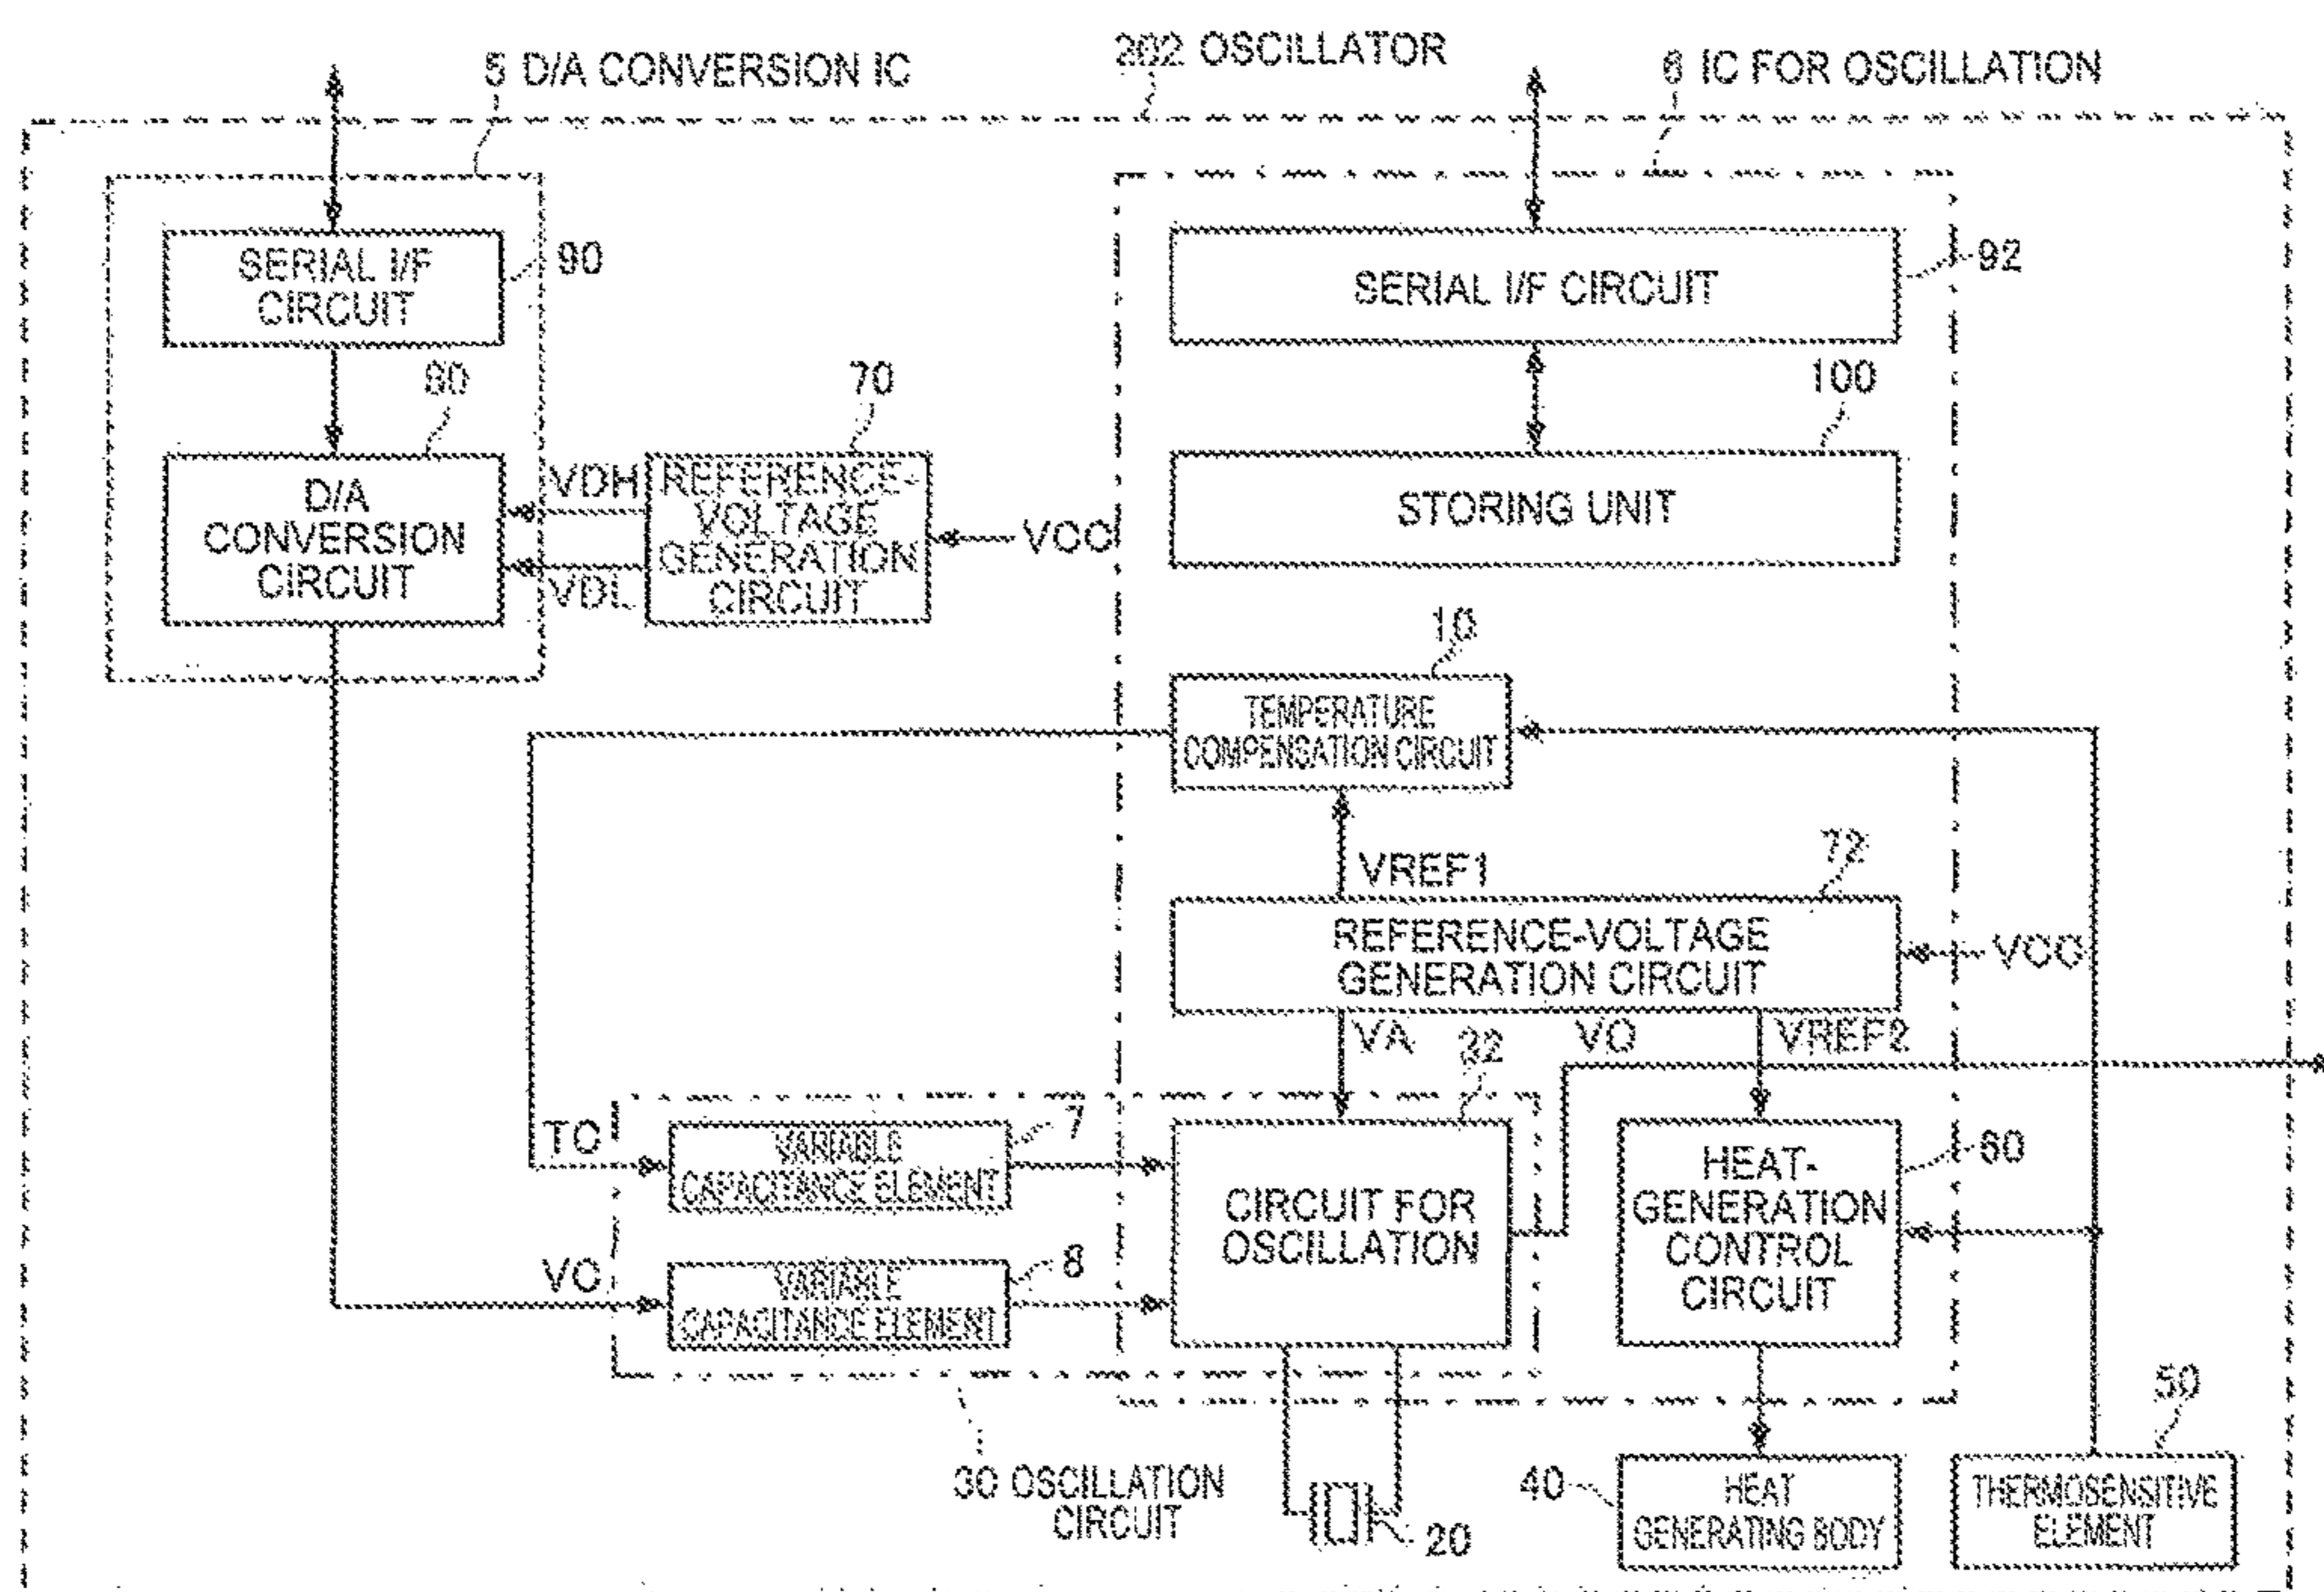 5 D/A CONVERSION IC
202 OSCILLATOR
6 IC FOR OSCILLATION
SERIAL I/F
CIRCUIT
90
SERIAL I/F CIRCUIT
92
80
70
100
D/A
CONVERSION
CIRCUIT
VDH
VDL
REFERENCE-
VOLTAGE
GENERATION
CIRCUIT
VCC
STORING UNIT
10
TEMPERATURE
COMPENSATION CIRCUIT
VREF1
72
REFERENCE-VOLTAGE
GENERATION CIRCUIT
VCC
VA
32
VO
VREF2
TC
VARIABLE
CAPACITANCE ELEMENT
7
VC
VARIABLE
CAPACITANCE ELEMENT
8
CIRCUIT FOR
OSCILLATION
HEAT-
GENERATION
CONTROL
CIRCUIT
60
30 OSCILLATION
CIRCUIT
20
40
HEAT
GENERATING BODY
50
THERMOSENSITIVE
ELEMENT